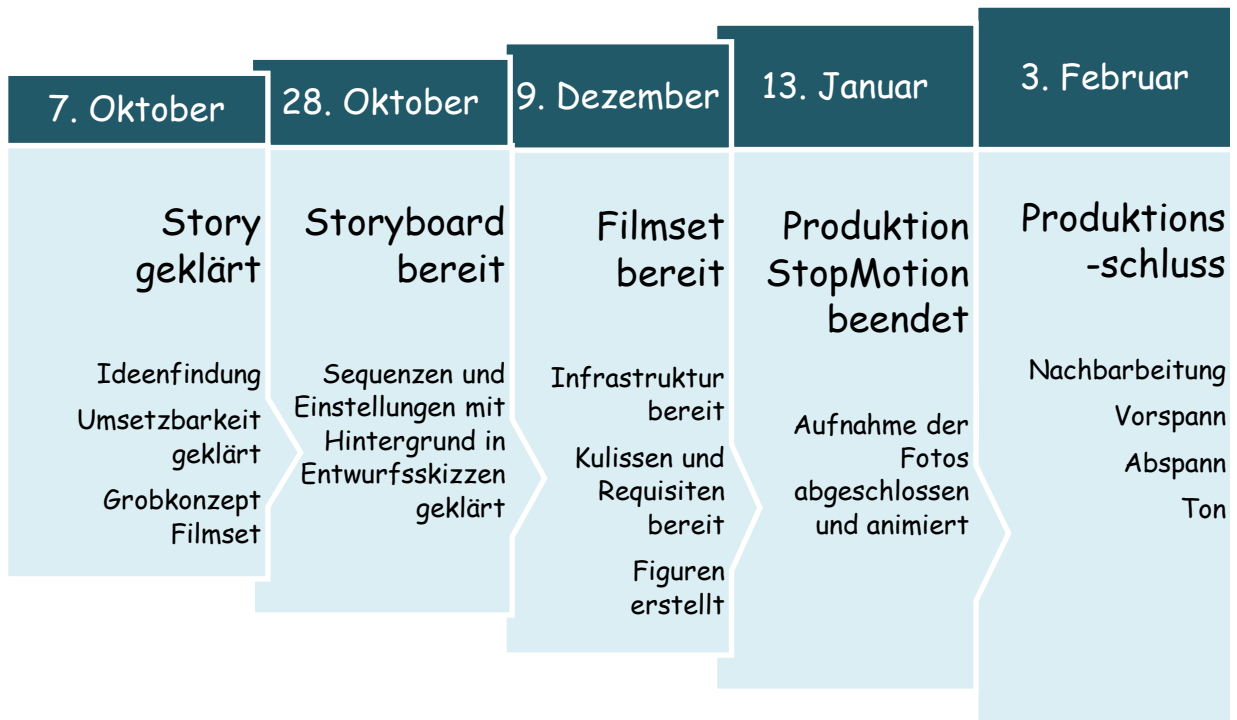 7. Oktober
Story
geklärt
Ideenfindung
Umsetzbarkeit
geklärt
Grobkonzept
Filmset
28. Oktober
Storyboard
bereit
Sequenzen und
Einstellungen mit
Hintergrund in
Entwurfsskizzen
geklärt
9. Dezember
Filmset
bereit
Infrastruktur
bereit
Kulissen und
Requisiten
bereit
Figuren
erstellt
13. Januar
Produktion
StopMotion
beendet
Aufnahme der
Fotos
abgeschlossen
und animiert
3. Februar
Produktions
-schluss
Nachbarbeitung
Vorspann
Abspann
Ton